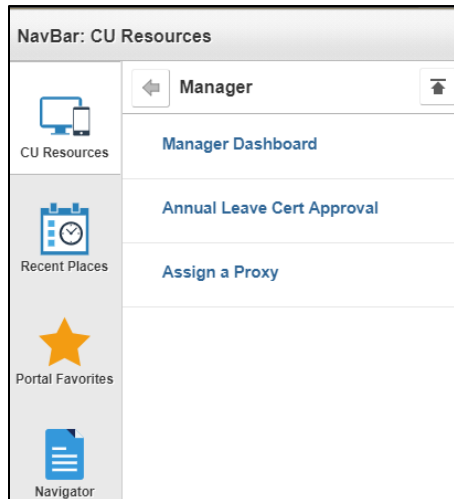 NavBar: CU Resources
Manager
CU Resources
Manager Dashboard
Annual Leave Cert Approval
Recent Places
Assign a Proxy
Portal Favorites
Navigator